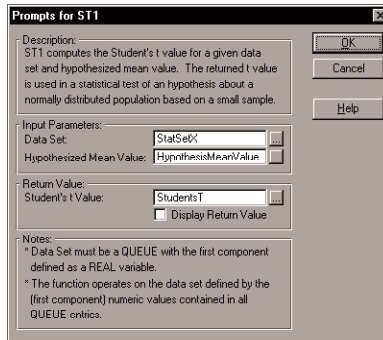 Prompts for ST1
Description:
ST1 computes the Student's t value for a given data
set and hypothesized mean value. The returned t value
is used in a statistical test of an hypothesis about a
normally distributed population based on a small sample.
OK
Cancel
Help
Input Parameters:
Data Set: StatSetX ...
Hypothesized Mean Value: HypothesisMeanValue ...
Return Value:
Student's t Value: StudentsT ...
Display Return Value
Notes:
* Data Set must be a QUEUE with the first component
defined as a REAL variable.
* The function operates on the data set defined by the
(first component) numeric values contained in all
QUEUE entries.